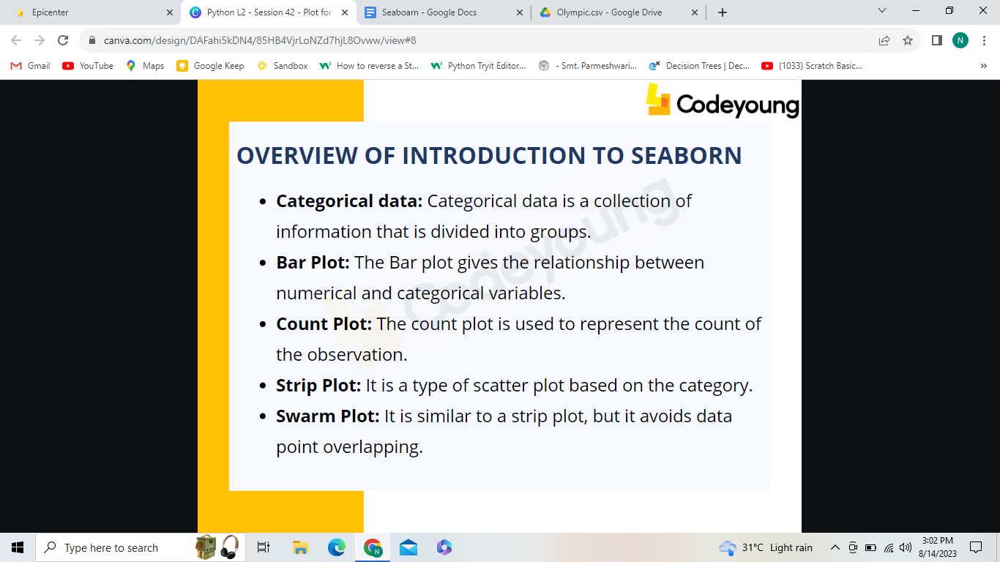 Epicenter
Python L2 - Session 42 - Plot for
Seaboarn - Google Docs
Olympic.csv - Google Drive
canva.com/design/DAFahi5kDN4/85HB4VjrLoNZd7hjL8Ovww/view#8
N
Gmail
YouTube
Maps
Google Keep
Sandbox
How to reverse a St...
Python Tryit Editor...
- Smt. Parmeshwari...
Decision Trees | Dec...
(1033) Scratch Basic...
»
Codeyoung
OVERVIEW OF INTRODUCTION TO SEABORN
• Categorical data: Categorical data is a collection of
information that is divided into groups.
• Bar Plot: The Bar plot gives the relationship between
numerical and categorical variables.
• Count Plot: The count plot is used to represent the count of
the observation.
• Strip Plot: It is a type of scatter plot based on the category.
• Swarm Plot: It is similar to a strip plot, but it avoids data
point overlapping.
Codeyoung
Type here to search
N
31°C Light rain
3:02 PM
8/14/2023